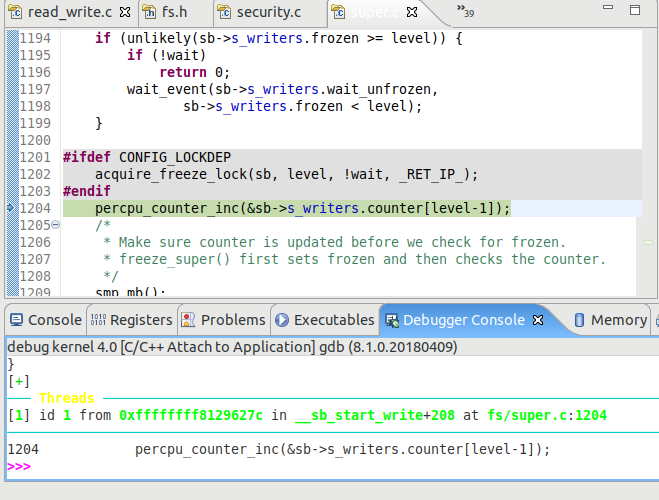 read_write.c fs.h security.c super.c 39
1194 if (unlikely(sb->s_writers.frozen >= level)) {
1195 if (!wait)
1196 return 0;
1197 wait_event(sb->s_writers.wait_unfrozen,
1198 sb->s_writers.frozen < level);
1199 }
1200
1201 #ifdef CONFIG_LOCKDEP
1202 acquire_freeze_lock(sb, level, !wait, _RET_IP_);
1203 #endif
1204 percpu_counter_inc(&sb->s_writers.counter[level-1]);
1205 /*
1206 * Make sure counter is updated before we check for frozen.
1207 * freeze_super() first sets frozen and then checks the counter.
1208 */
1209 smp_mb();
Console Registers Problems Executables Debugger Console Memory
debug kernel 4.0 [C/C++ Attach to Application] gdb (8.1.0.20180409)
}
[+]
Threads
[1] id 1 from 0xffffffff8129627c in __sb_start_write+208 at fs/super.c:1204
1204 percpu_counter_inc(&sb->s_writers.counter[level-1]);
>>>